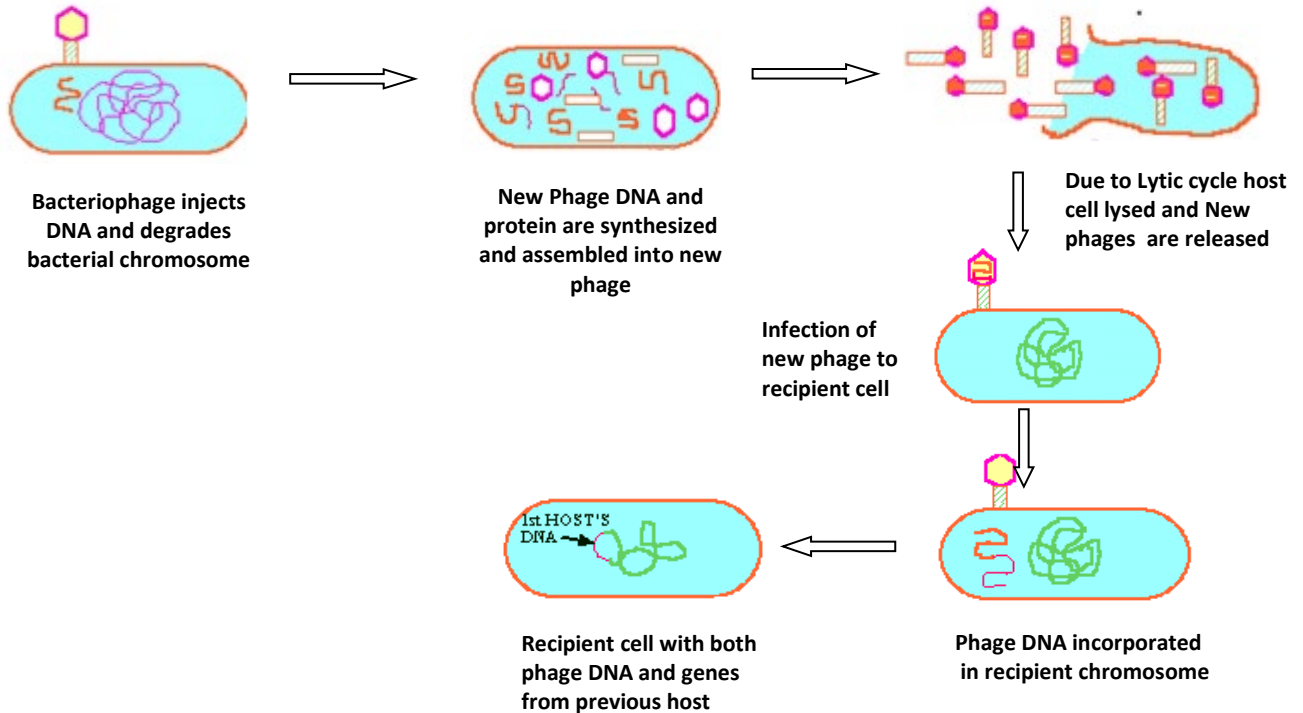 Bacteriophage injects
DNA and degrades
bacterial chromosome
New Phage DNA and
protein are synthesized
and assembled into new
phage
Due to Lytic cycle host
cell lysed and New
phages are released
Infection of
new phage to
recipient cell
Phage DNA incorporated
in recipient chromosome
1st HOST'S
DNA
Recipient cell with both
phage DNA and genes
from previous host